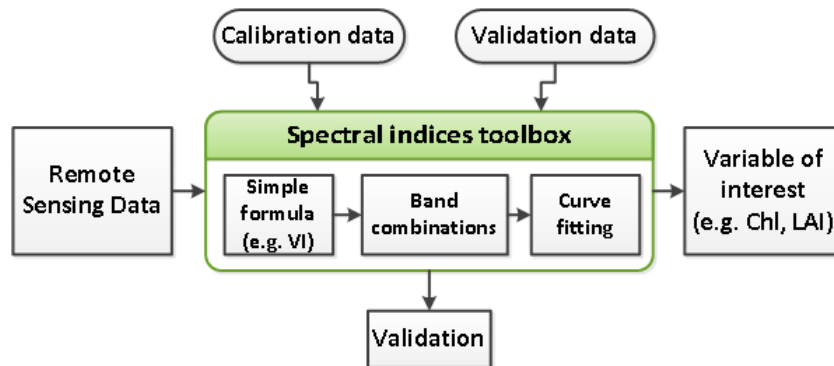 Calibration data
Validation data
Spectral indices toolbox
Remote
Sensing Data
Simple
formula
(e.g. VI)
Band
combinations
Curve
fitting
Variable of
interest
(e.g. Chl, LAI)
Validation